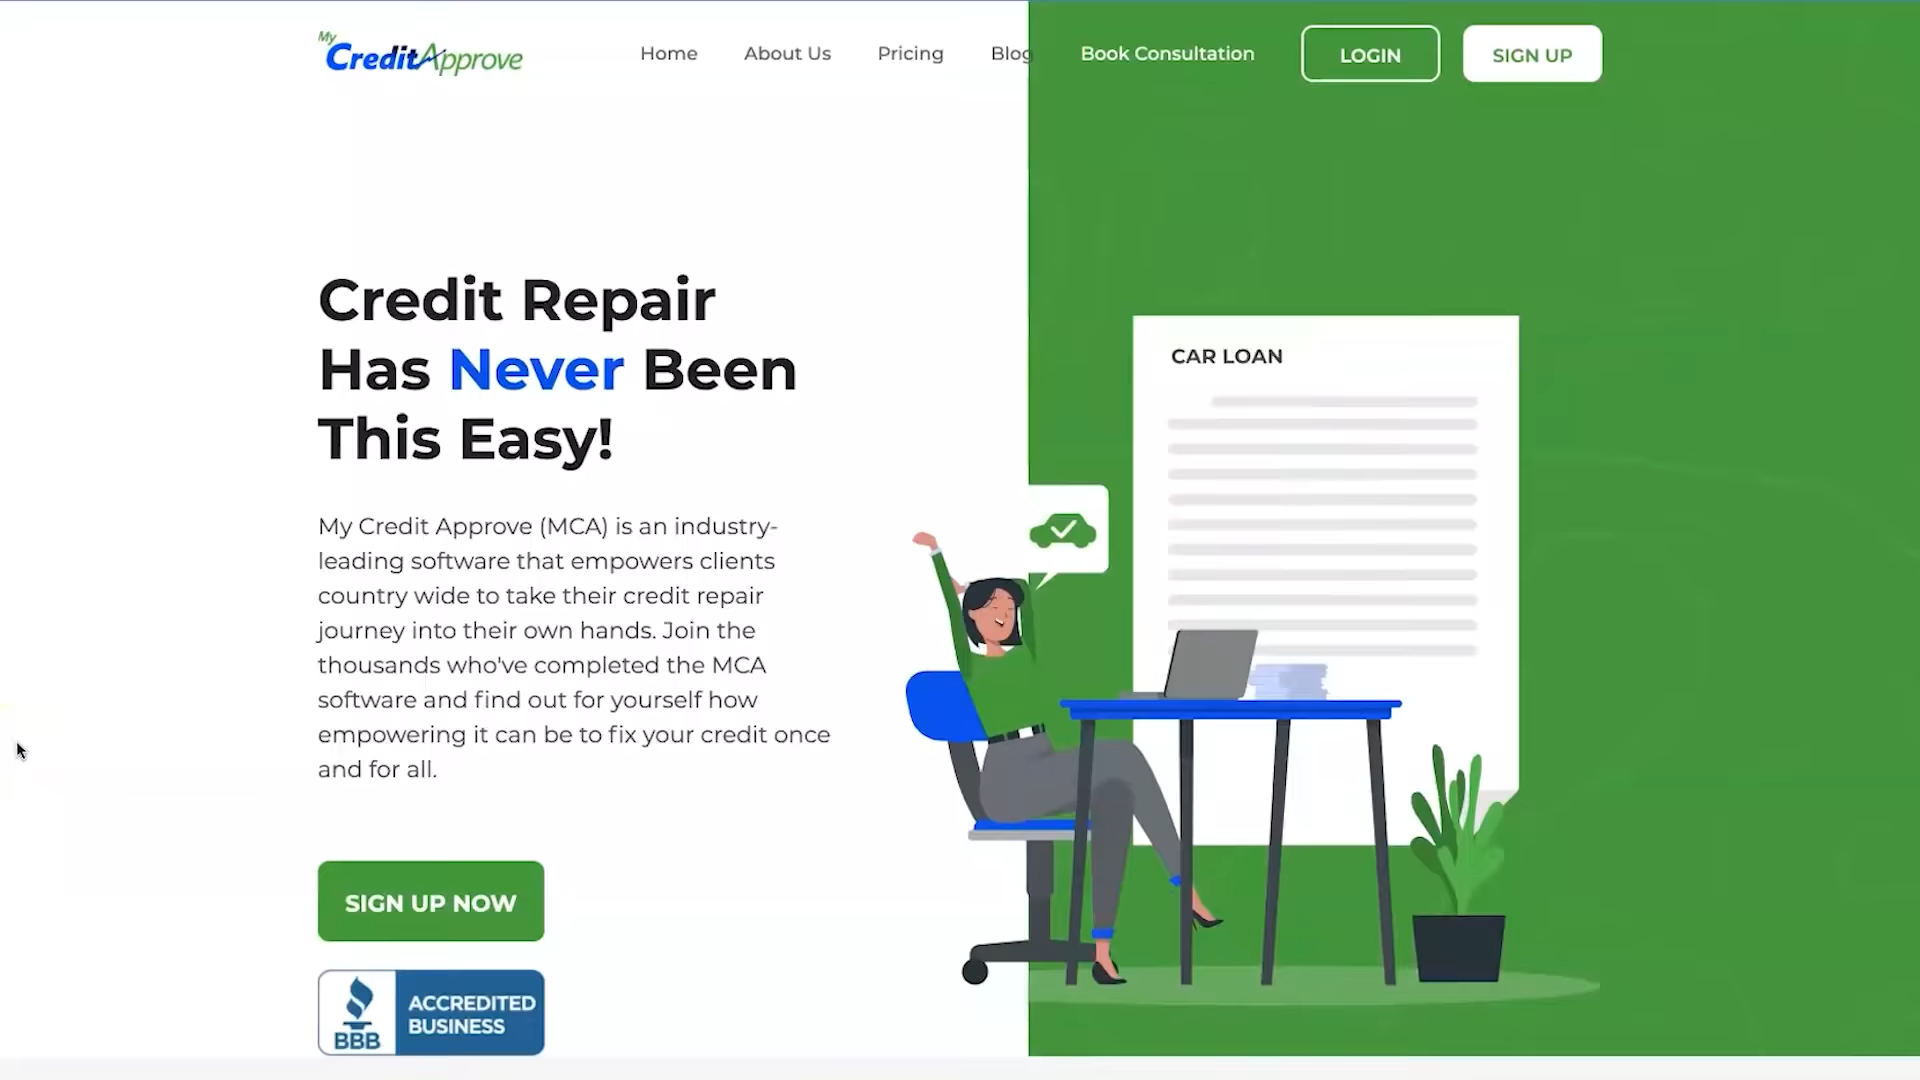 My
CreditApprove
Home
About Us
Pricing
Blog
Book Consultation
LOGIN
SIGN UP
Credit Repair
Has Never Been
This Easy!
My Credit Approve (MCA) is an industry-
leading software that empowers clients
country wide to take their credit repair
journey into their own hands. Join the
thousands who've completed the MCA
software and find out for yourself how
empowering it can be to fix your credit once
and for all.
SIGN UP NOW
BBB
ACCREDITED
BUSINESS
CAR LOAN